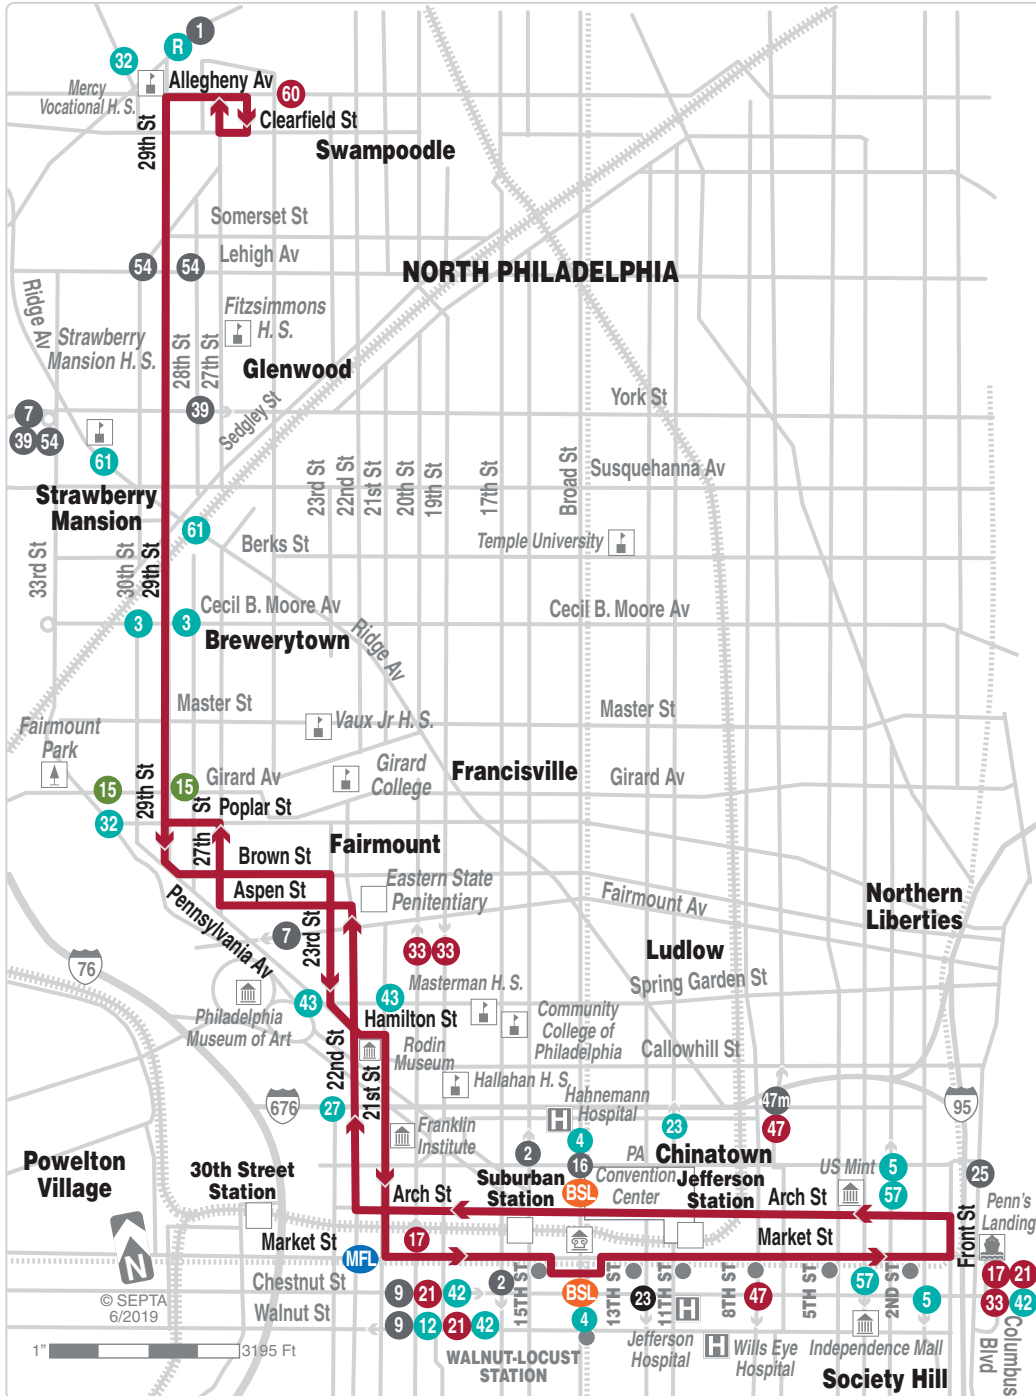 1
R
32
Mercy
Vocational H. S.
Allegheny Av
60
Clearfield St
29th St
Swampoodle
Somerset St
Lehigh Av
54
54
NORTH PHILADELPHIA
Ridge Av
Fitzsimmons
H. S.
Strawberry
Mansion H. S.
28th St
27th St
Glenwood
Sedgley St
York St
7
39
39
54
61
23rd St
22nd St
21st St
20th St
19th St
17th St
Broad St
Susquehanna Av
Strawberry
Mansion
61
Berks St
Temple University
33rd St
30th St
29th St
Cecil B. Moore Av
Cecil B. Moore Av
3
3
Brewerytown
Ridge Av
Master St
Master St
Vaux Jr H. S.
Fairmount
Park
Girard
College
Francisville
Girard Av
Girard Av
15
15
29th St
32
27th St
Poplar St
Fairmount
Brown St
Aspen St
Eastern State
Penitentiary
Fairmount Av
Northern
Liberties
Pennsylvania Av
23rd St
7
33
33
Ludlow
76
Spring Garden St
Masterman H. S.
43
43
Philadelphia
Museum of Art
Hamilton St
Community
College of
Philadelphia
Rodin
Museum
Callowhill St
22nd St
21st St
Hallahan H. S.
Hahnemann
Hospital
676
27
47m
95
47
23
Franklin
Institute
4
2
16
Chinatown
PA
Convention
Center
US Mint
5
57
25
Powelton
Village
30th Street
Station
Suburban
Station
BSL
Jefferson
Station
Arch St
Arch St
Penn's
Landing
Front St
Market St
Market St
17
MFL
N
Chestnut St
© SEPTA
6/2019
Walnut St
9
21
42
2
9
12
21
42
15TH ST
BSL
4
13TH ST
23
11TH ST
8TH ST
47
5TH ST
57
2ND ST
5
17
21
33
42
Columbus
Blvd
1"
3195 Ft
WALNUT-LOCUST
STATION
Jefferson
Hospital
Wills Eye
Hospital
Independence Mall
Society Hill
H
H
H